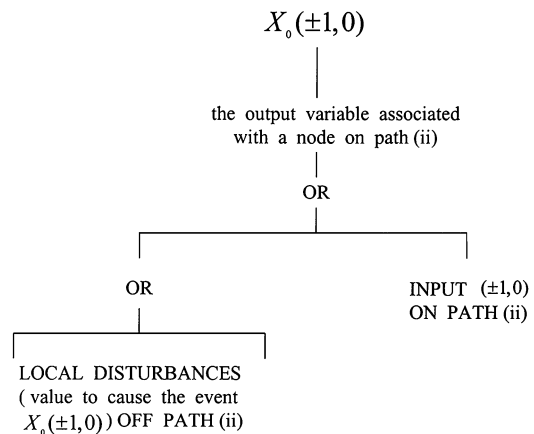 X₀(±1,0)
the output variable associated
with a node on path (ii)
OR
OR
INPUT (±1,0)
ON PATH (ii)
LOCAL DISTURBANCES
( value to cause the event
X₀(±1,0) ) OFF PATH (ii)